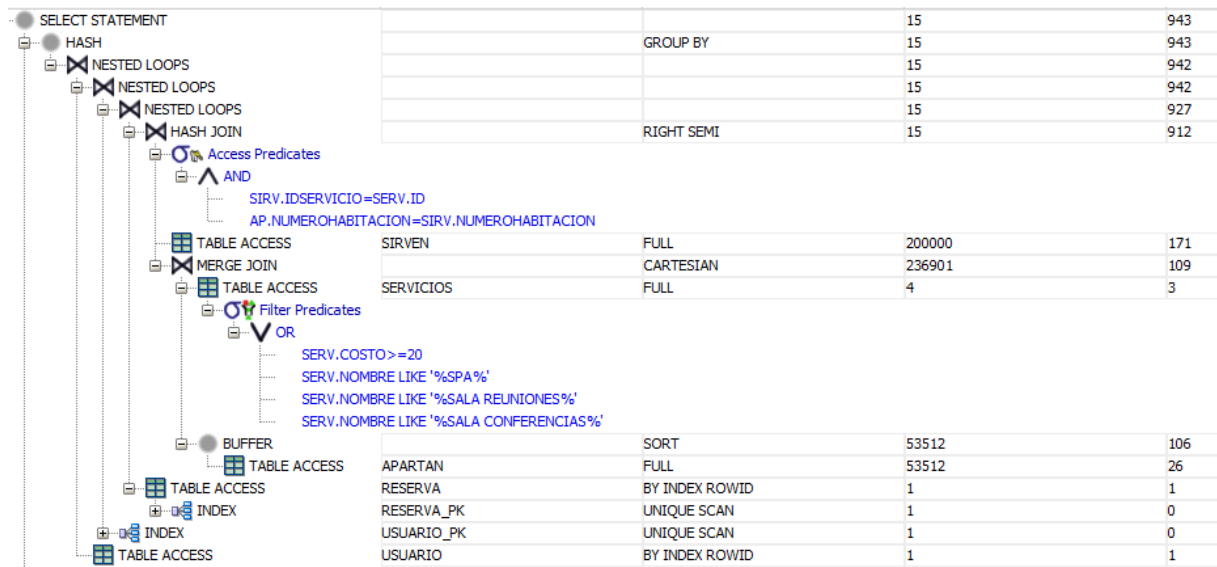 SELECT STATEMENT 15 943
HASH GROUP BY 15 943
NESTED LOOPS 15 942
NESTED LOOPS 15 942
NESTED LOOPS 15 927
HASH JOIN RIGHT SEMI 15 912
Access Predicates
AND
SIRV.IDSERVICIO=SERV.ID
AP.NUMEROHABITACION=SIRV.NUMEROHABITACION
TABLE ACCESS SIRVEN FULL 200000 171
MERGE JOIN CARTESIAN 236901 109
TABLE ACCESS SERVICIOS FULL 4 3
Filter Predicates
OR
SERV.COSTO>=20
SERV.NOMBRE LIKE '%SPA%'
SERV.NOMBRE LIKE '%SALA REUNIONES%'
SERV.NOMBRE LIKE '%SALA CONFERENCIAS%'
BUFFER SORT 53512 106
TABLE ACCESS APARTAN FULL 53512 26
TABLE ACCESS RESERVA BY INDEX ROWID 1 1
INDEX RESERVA_PK UNIQUE SCAN 1 0
INDEX USUARIO_PK UNIQUE SCAN 1 0
TABLE ACCESS USUARIO BY INDEX ROWID 1 1